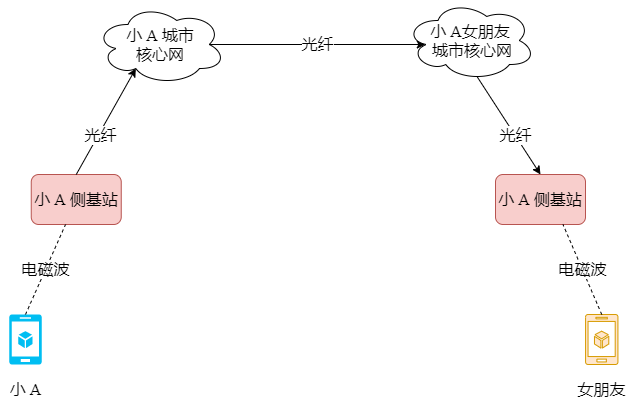 小 A 城市
核心网
光纤
小 A女朋友
城市核心网
光纤
光纤
小 A 侧基站
小 A 侧基站
电磁波
电磁波
小 A
女朋友